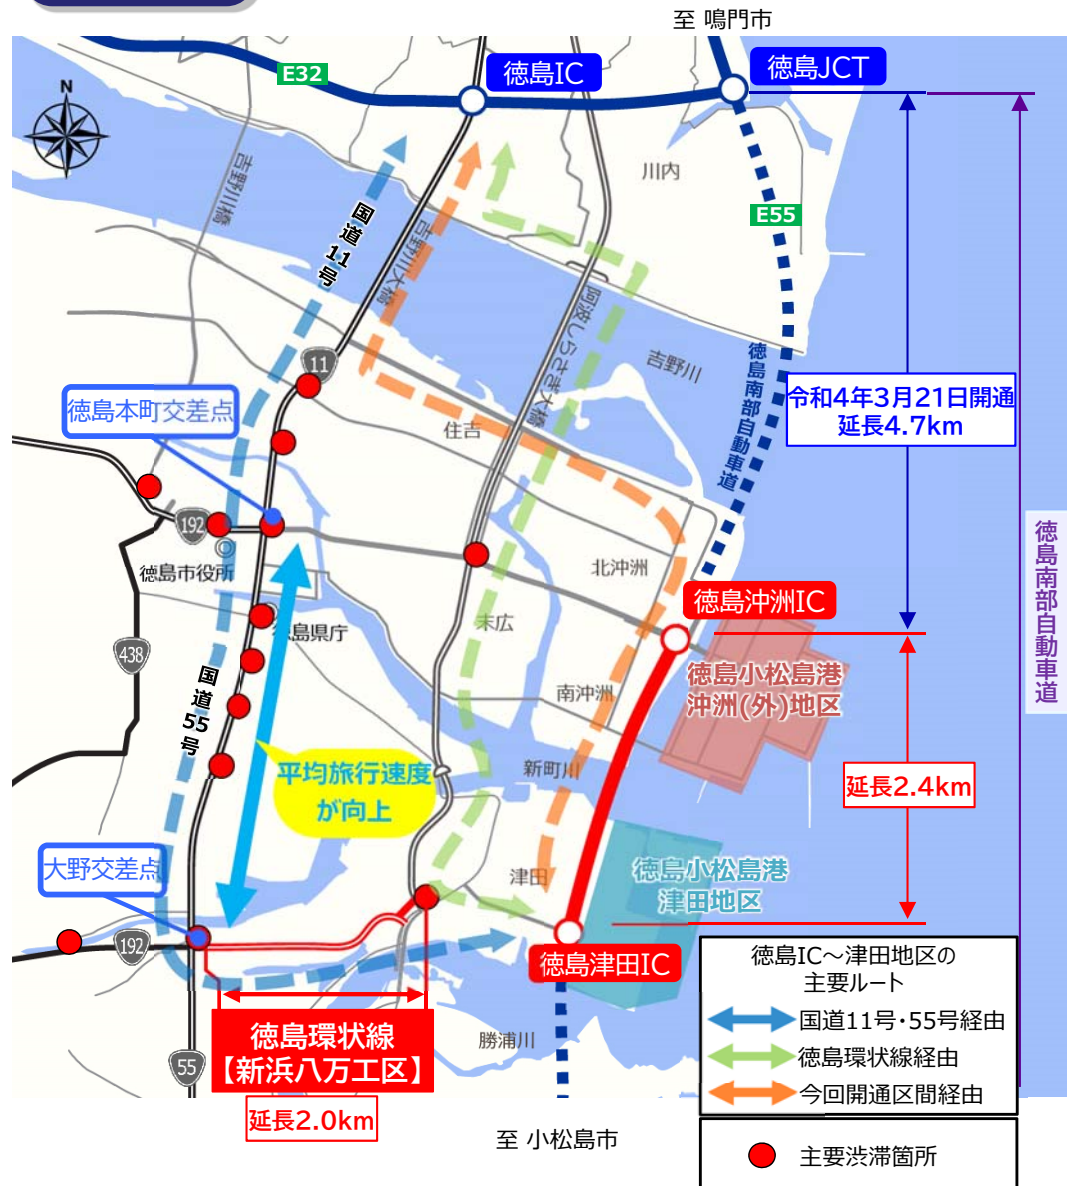 至 鳴門市
徳島IC
徳島JCT
E32
N
川内
E55
吉野川橋
国道11号
吉野川大橋
阿波しらさぎ大橋
吉野川
徳島南部自動車道
令和4年3月21日開通
延長4.7km
11
徳島本町交差点
住吉
192
徳島市役所
北沖洲
徳島沖洲IC
徳島南部自動車道
末広
徳島県庁
438
国道55号
南沖洲
徳島小松島港
沖洲(外)地区
平均旅行速度
が向上
新町川
延長2.4km
大野交差点
津田
徳島小松島港
津田地区
192
徳島津田IC
徳島環状線
【新浜八万工区】
延長2.0km
勝浦川
55
至 小松島市
徳島IC～津田地区の
主要ルート
国道11号・55号経由
徳島環状線経由
今回開通区間経由
主要渋滞箇所